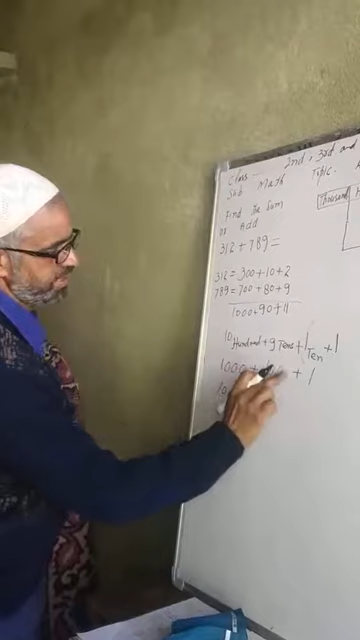 Class - 2nd, 3rd and
Sub Math Topic.
Thousand H
Find the Sum
or Add
312 + 789 =
312 = 300+10+2
789 = 700+80+9
1000+90+11
10 Hundred + 9 Tens + 1 Ten + 1
1000 + + 1
10